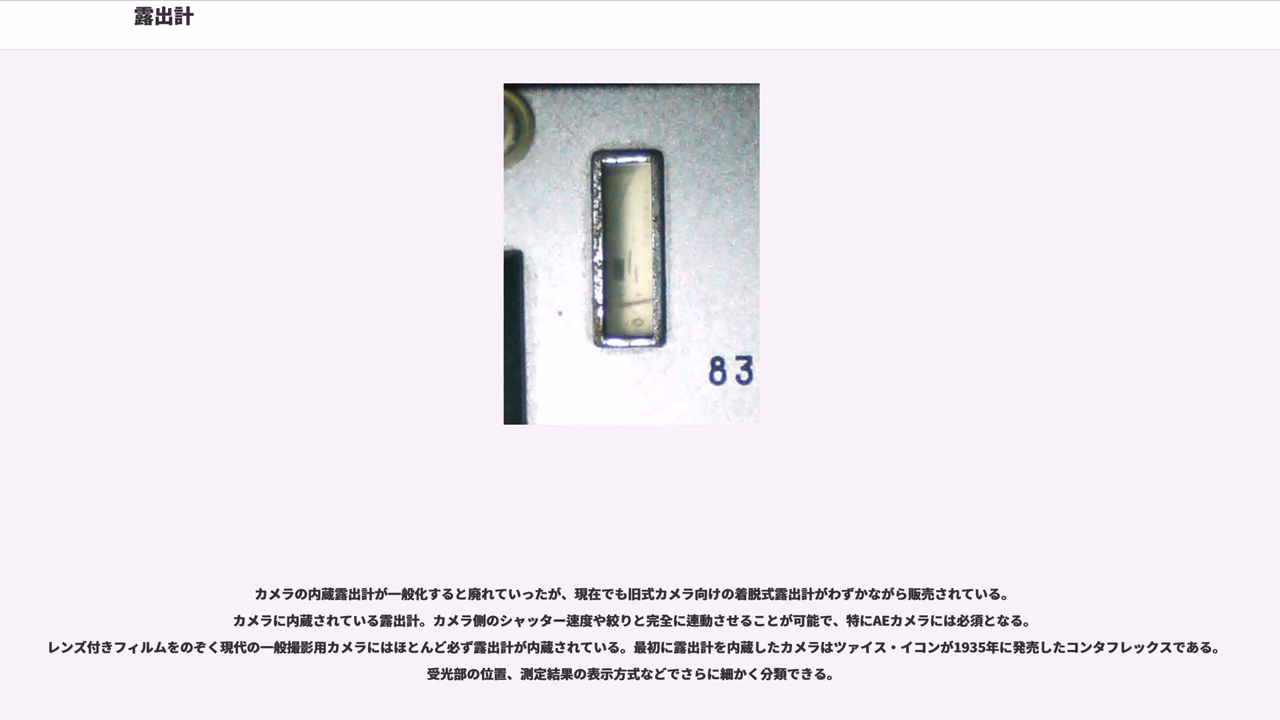 露出計
83
カメラの内蔵露出計が一般化すると廃れていったが、現在でも旧式カメラ向けの着脱式露出計がわずかながら販売されている。
カメラに内蔵されている露出計。カメラ側のシャッター速度や絞りと完全に連動させることが可能で、特にAEカメラには必須となる。
レンズ付きフィルムをのぞく現代の一般撮影用カメラにはほとんど必ず露出計が内蔵されている。最初に露出計を内蔵したカメラはツァイス・イコンが1935年に発売したコンタフレックスである。
受光部の位置、測定結果の表示方式などでさらに細かく分類できる。